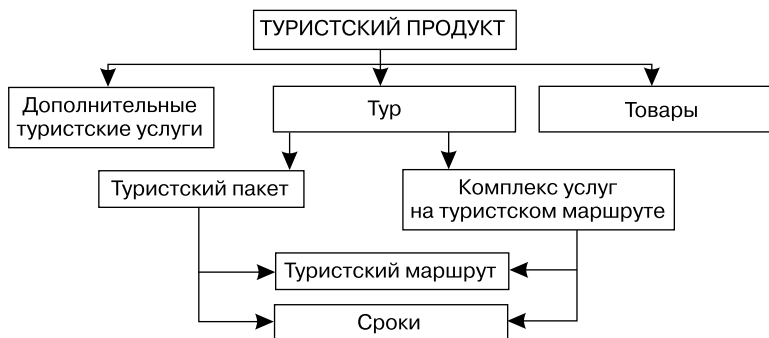 ТУРИСТСКИЙ ПРОДУКТ
Дополнительные
туристские услуги
Тур
Товары
Туристский пакет
Комплекс услуг
на туристском маршруте
Туристский маршрут
Сроки